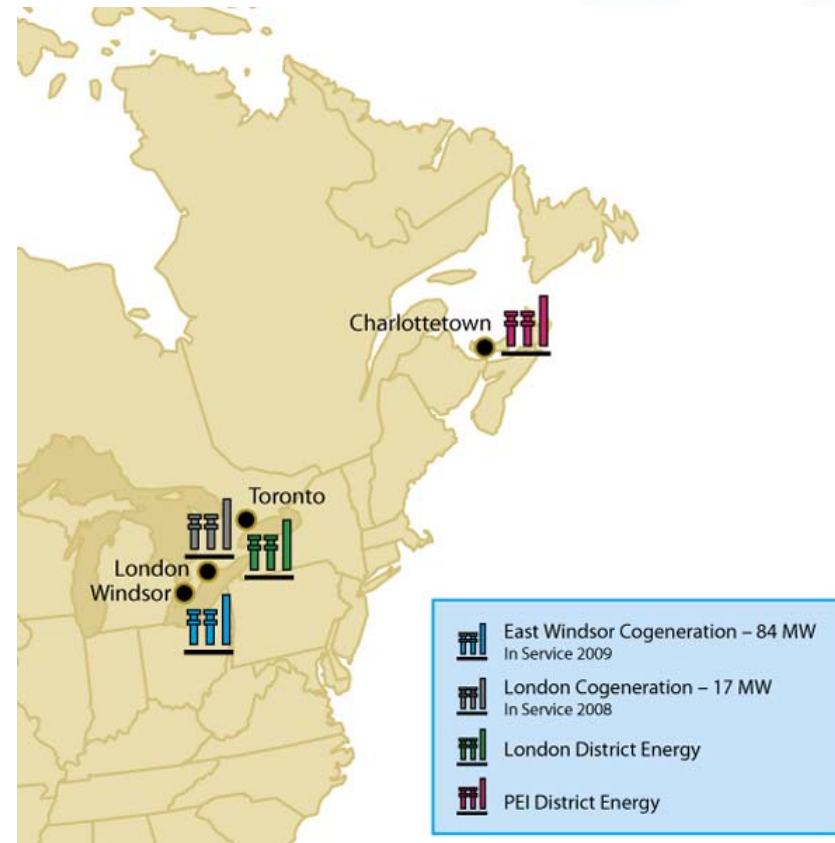 Charlottetown
Toronto
London
Windsor
East Windsor Cogeneration – 84 MW
In Service 2009
London Cogeneration – 17 MW
In Service 2008
London District Energy
PEI District Energy